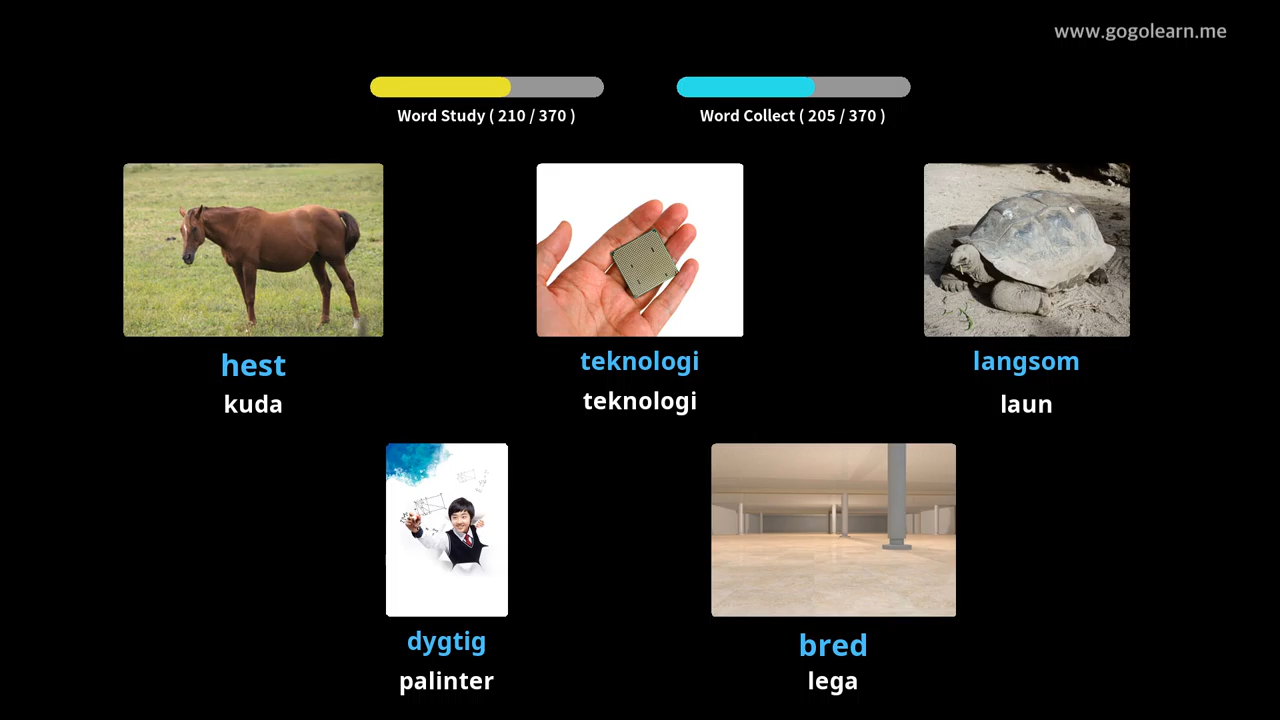 www.gogolearn.me
Word Study ( 210 / 370 )
Word Collect ( 205 / 370 )
hest
kuda
teknologi
teknologi
langsom
laun
dygtig
palinter
bred
lega